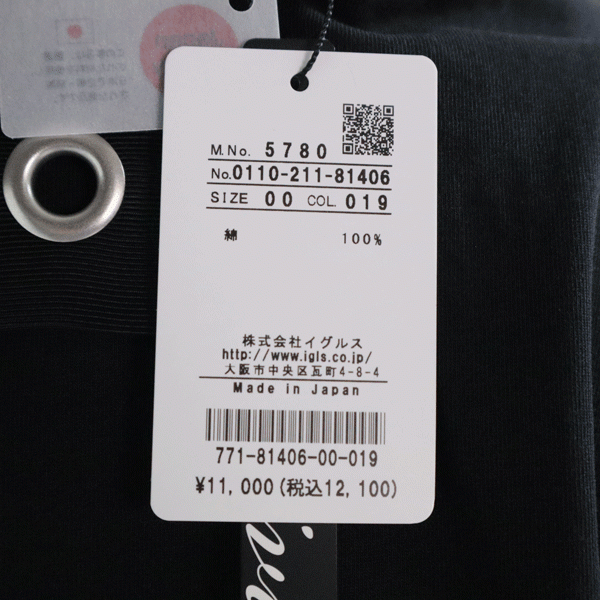 M.No. 5780
No.0110-211-81406
SIZE 00 COL. 019
綿 100%
株式会社イグルス
http://www.igls.co.jp/
大阪市中央区瓦町4-8-4
Made in Japan
771-81406-00-019
¥11,000(税込12,100)